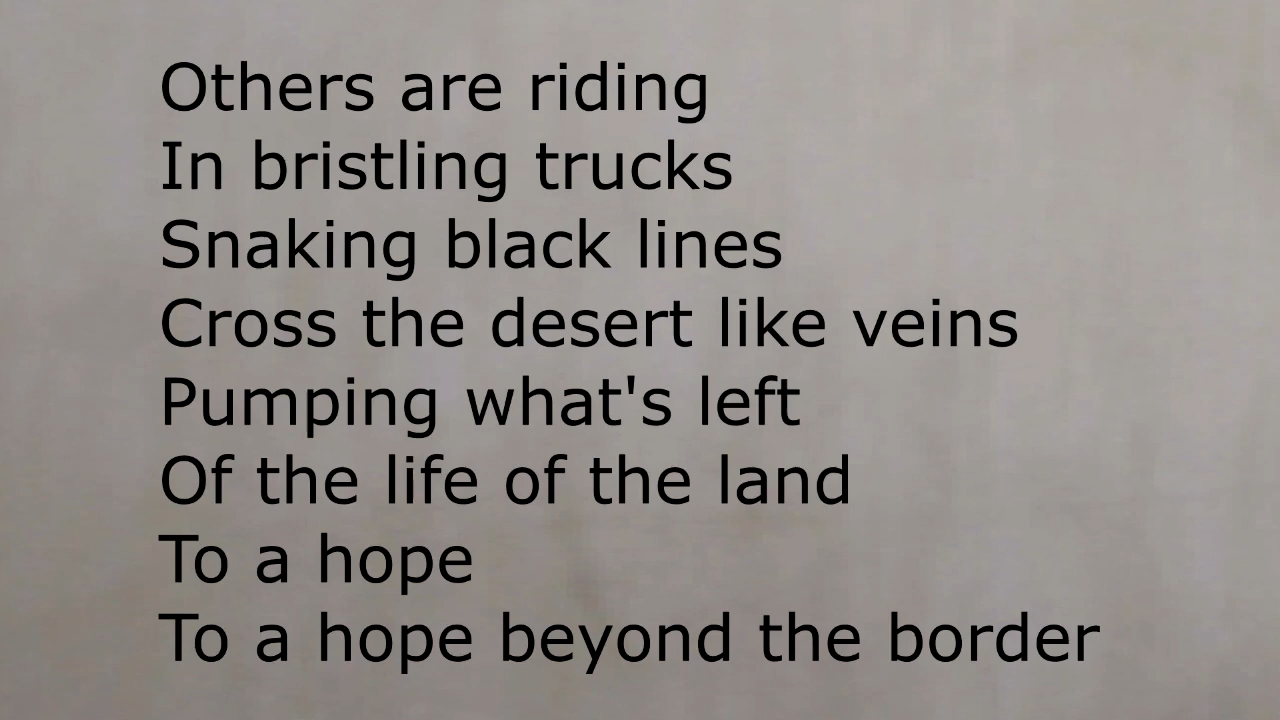 Others are riding
In bristling trucks
Snaking black lines
Cross the desert like veins
Pumping what's left
Of the life of the land
To a hope
To a hope beyond the border